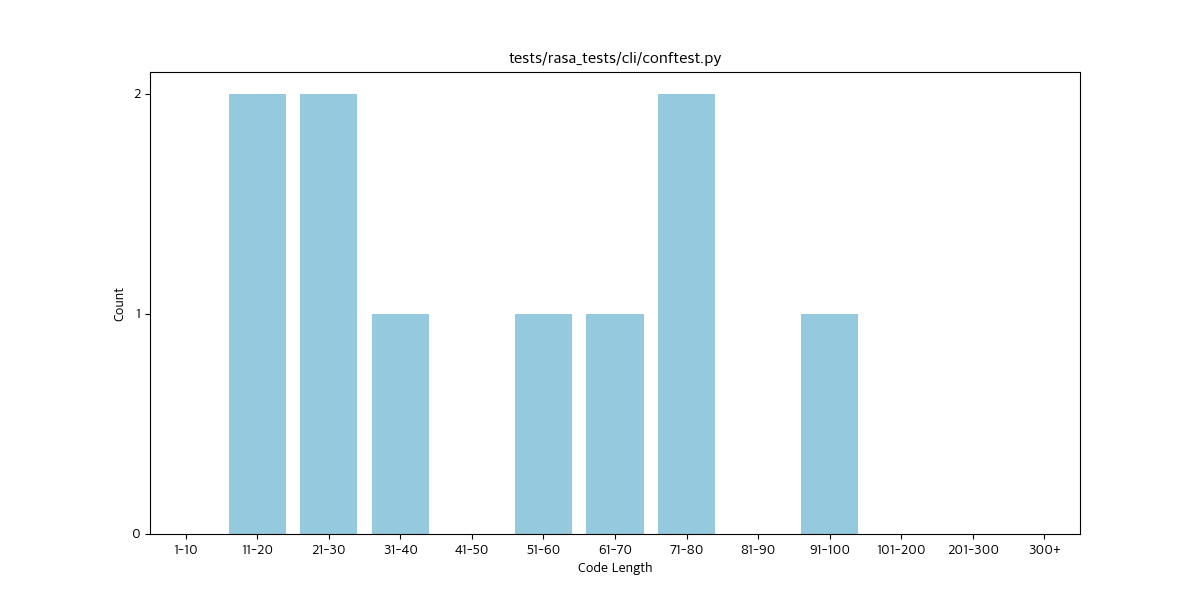 tests/rasa_tests/cli/conftest.py
2
1
0
Count
1-10 11-20 21-30 31-40 41-50 51-60 61-70 71-80 81-90 91-100 101-200 201-300 300+
Code Length